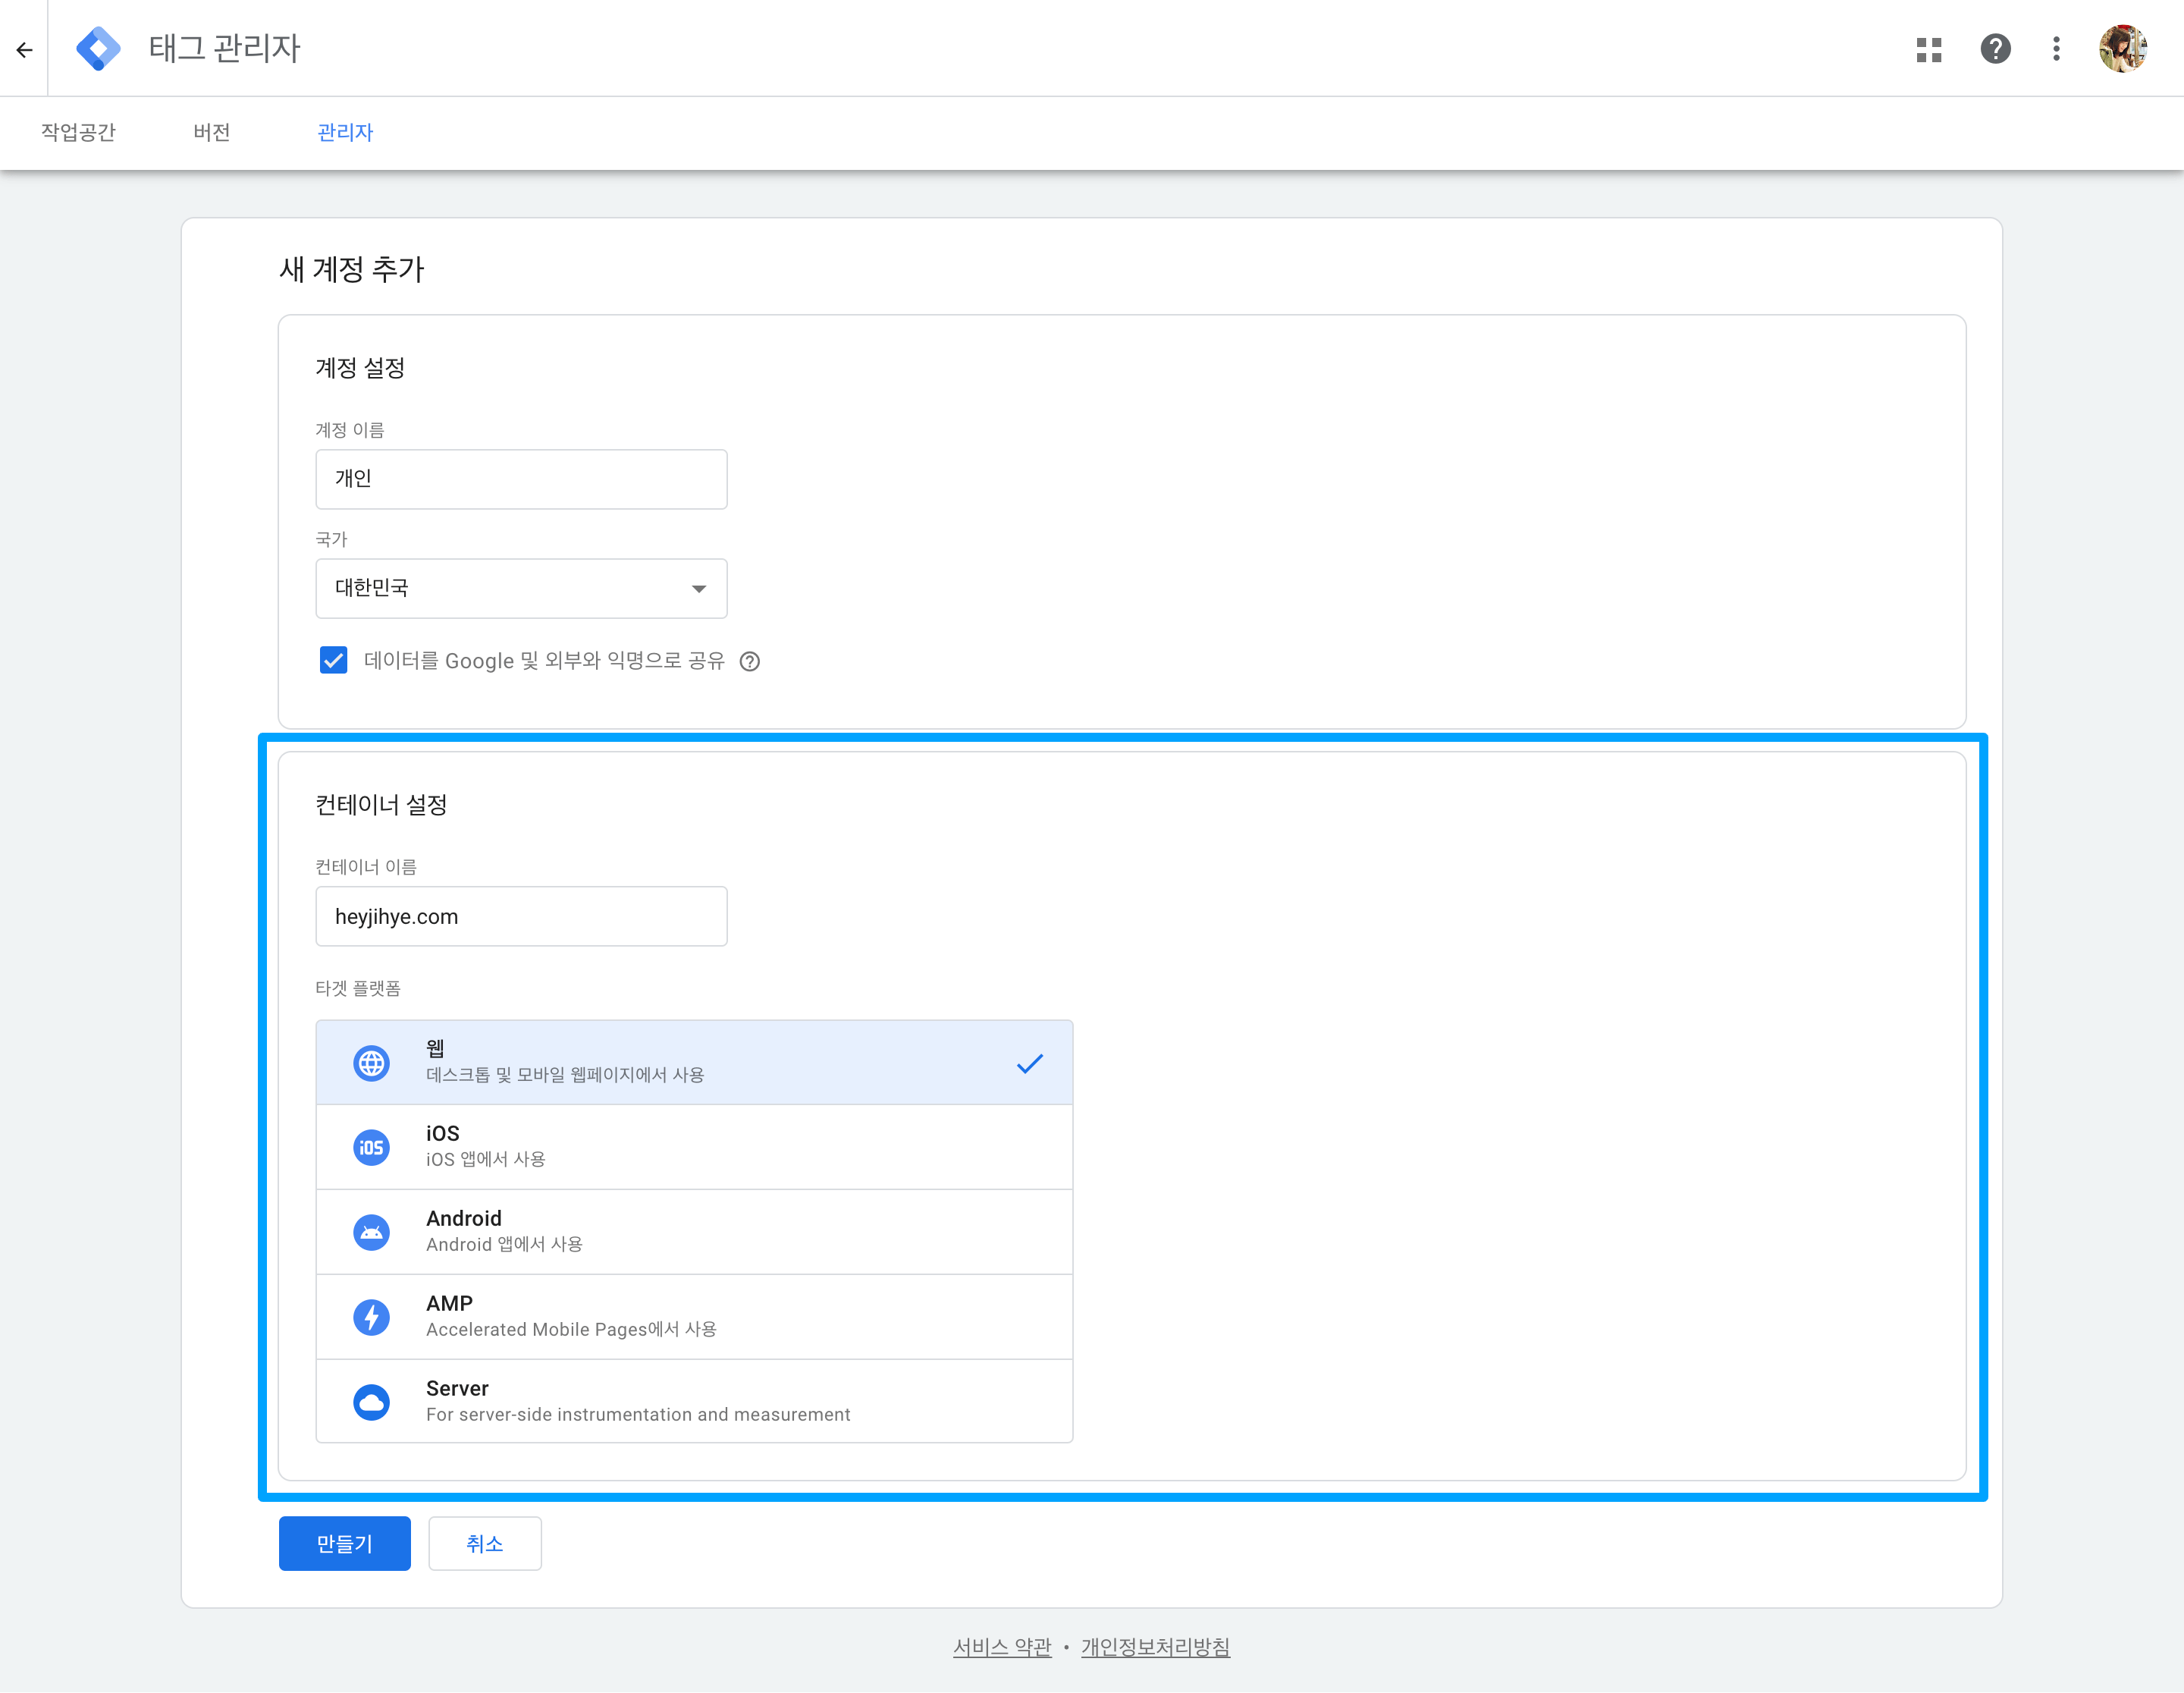 태그 관리자
작업공간 버전 관리자
새 계정 추가
계정 설정
계정 이름
개인
국가
대한민국
데이터를 Google 및 외부와 익명으로 공유
컨테이너 설정
컨테이너 이름
heyjihye.com
타겟 플랫폼
웹
데스크톱 및 모바일 웹페이지에서 사용
iOS
iOS
iOS 앱에서 사용
Android
Android 앱에서 사용
AMP
Accelerated Mobile Pages에서 사용
Server
For server-side instrumentation and measurement
만들기 취소
서비스 약관 • 개인정보처리방침